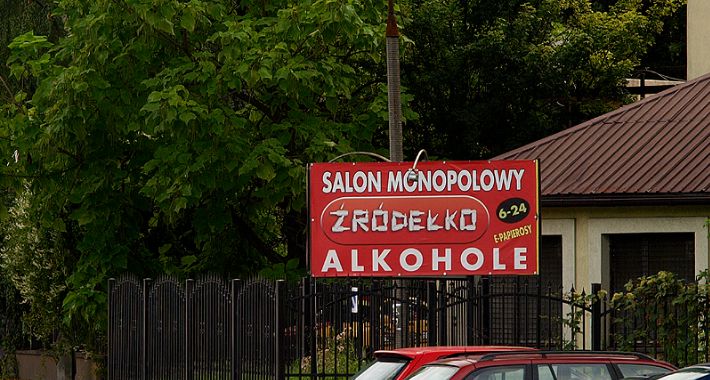 SALON MONOPOLOWY
ŹRÓDEŁKO
6-24
E-PAPIEROSY
ALKOHOLE